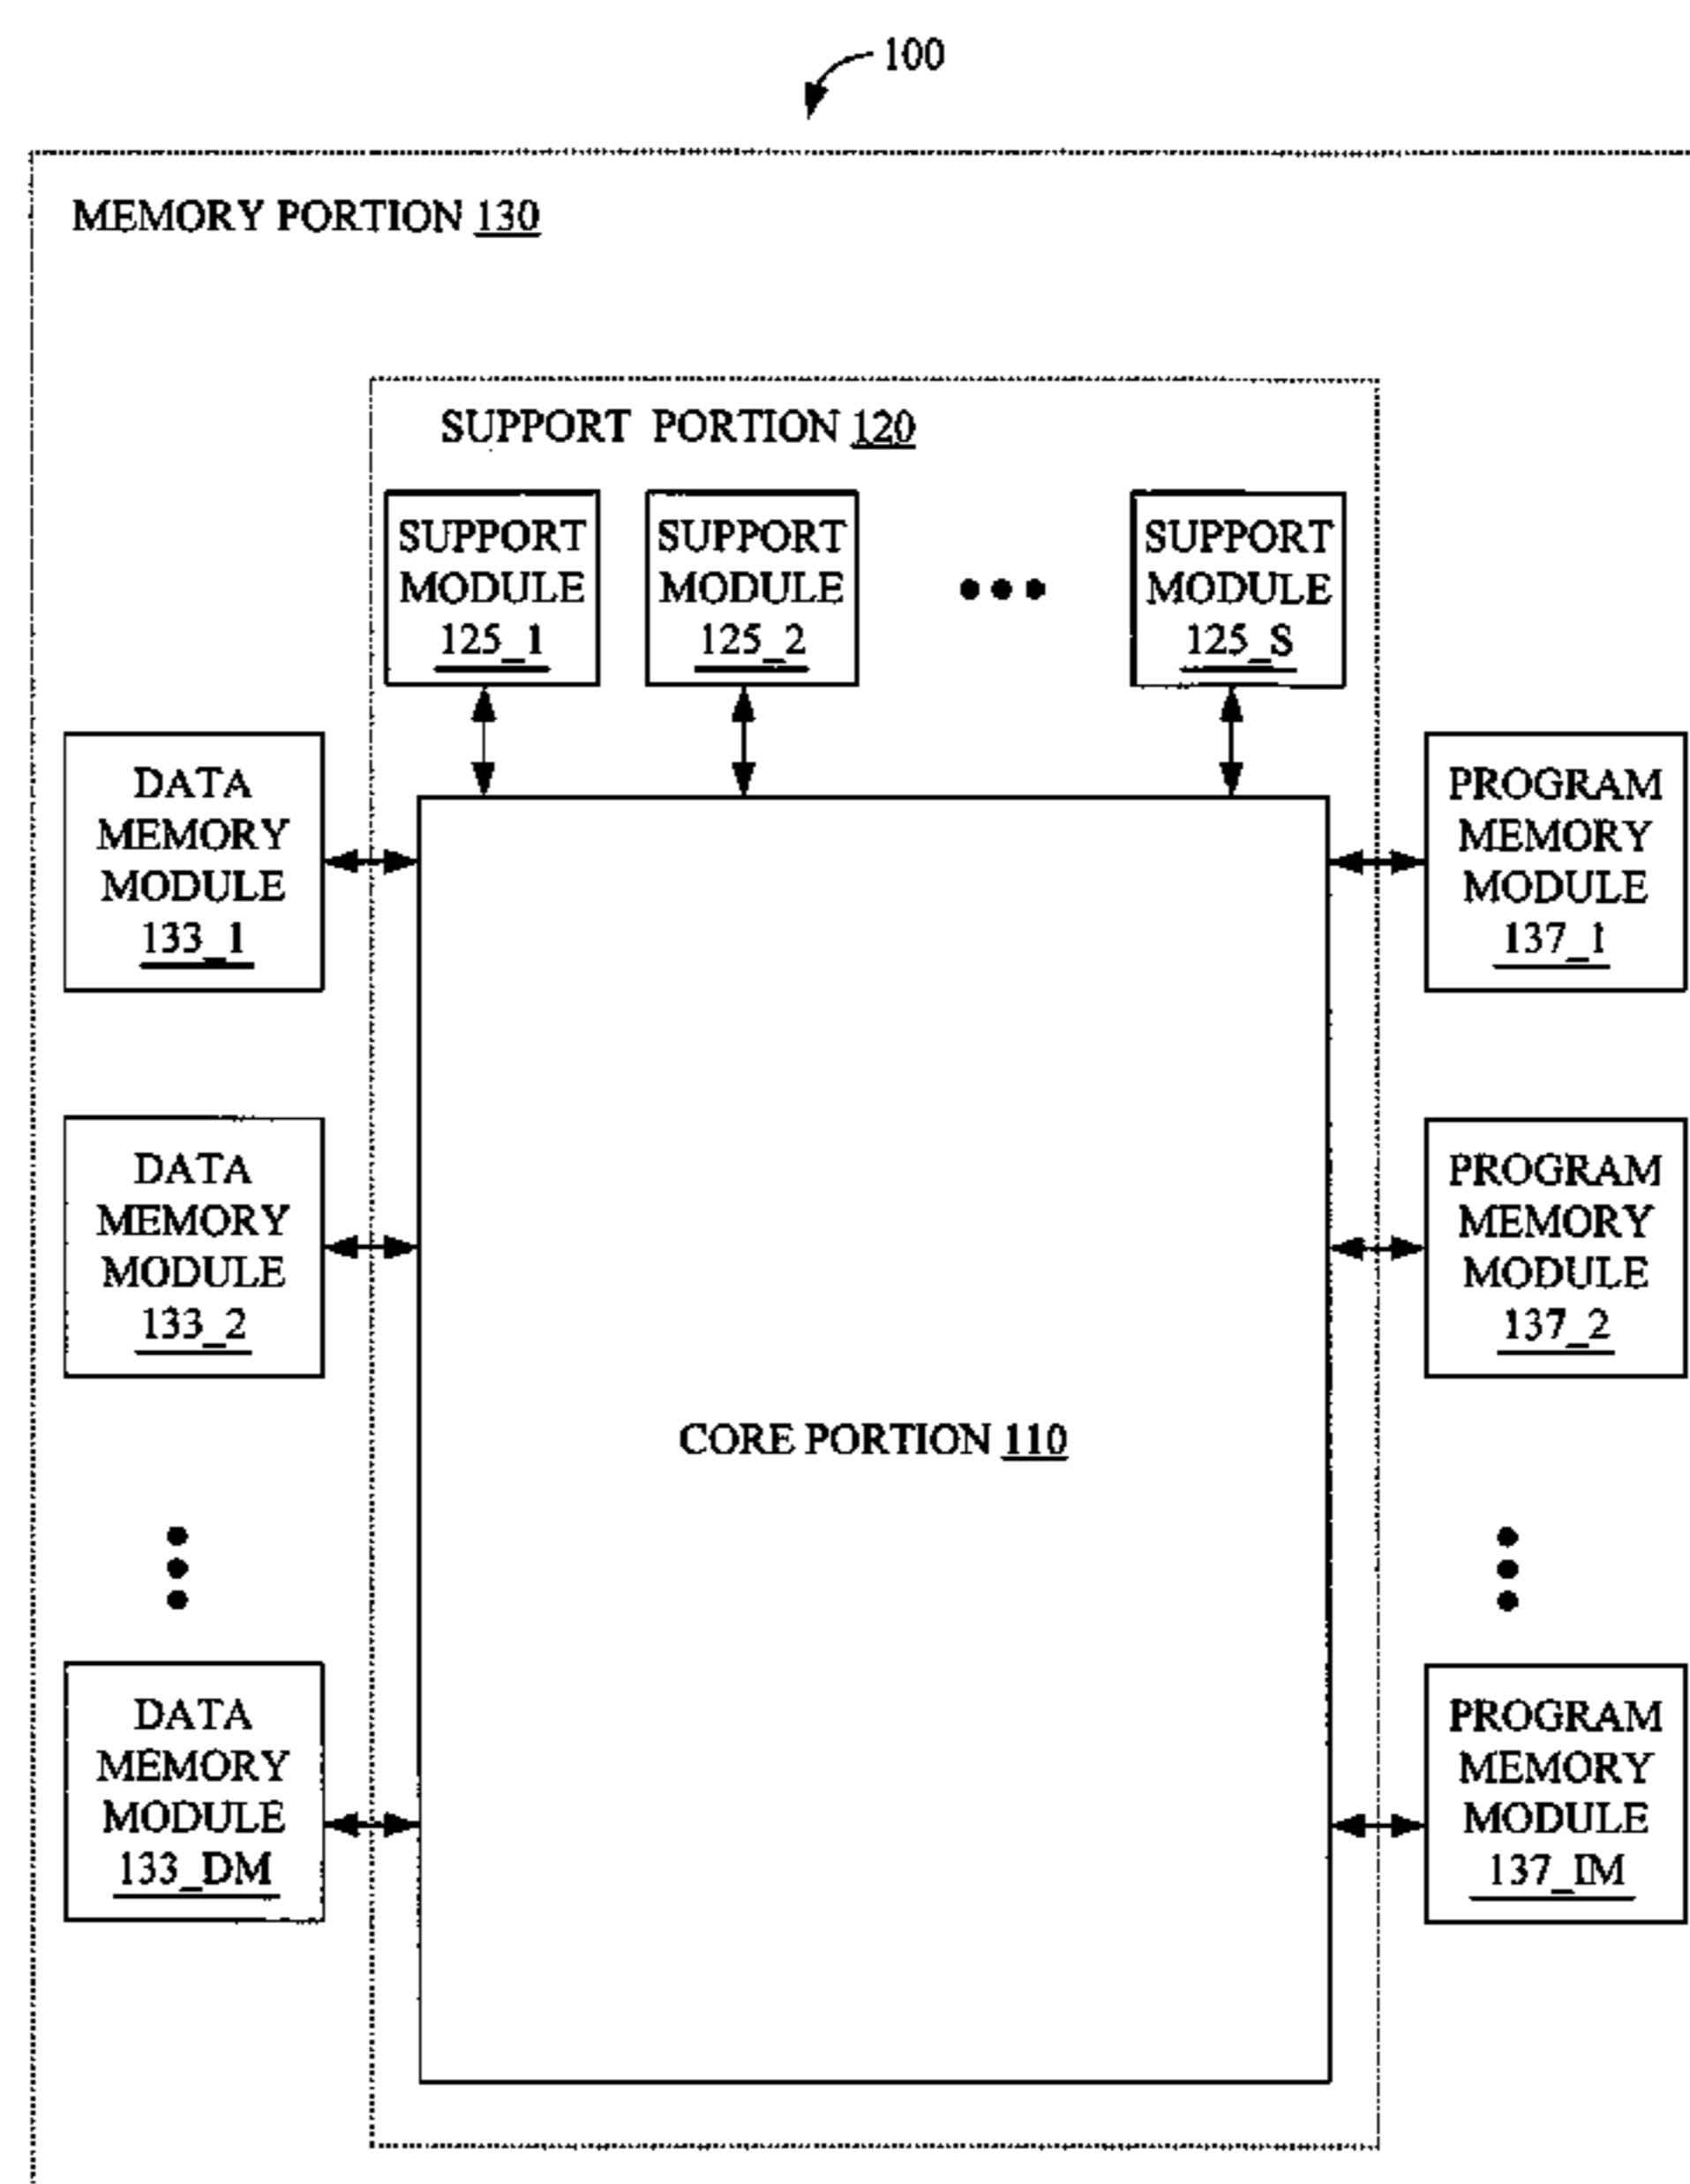 100
MEMORY PORTION 130
SUPPORT PORTION 120
SUPPORT
MODULE
125_1
SUPPORT
MODULE
125_2
SUPPORT
MODULE
125_S
DATA
MEMORY
MODULE
133_1
PROGRAM
MEMORY
MODULE
137_1
DATA
MEMORY
MODULE
133_2
PROGRAM
MEMORY
MODULE
137_2
CORE PORTION 110
DATA
MEMORY
MODULE
133_DM
PROGRAM
MEMORY
MODULE
137_IM